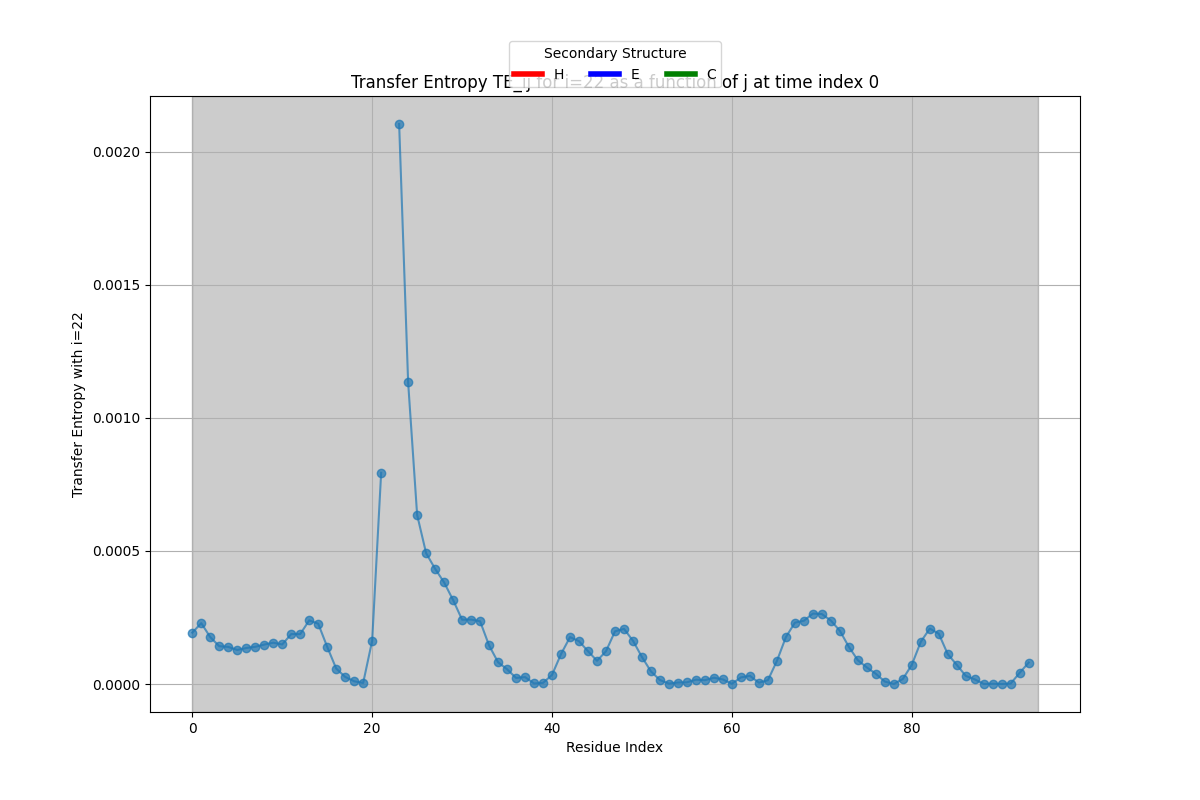 Secondary Structure
H E C
Transfer Entropy TE_ij for i=22 as a function of j at time index 0
Transfer Entropy with i=22
0.0020
0.0015
0.0010
0.0005
0.0000
0 20 40 60 80
Residue Index